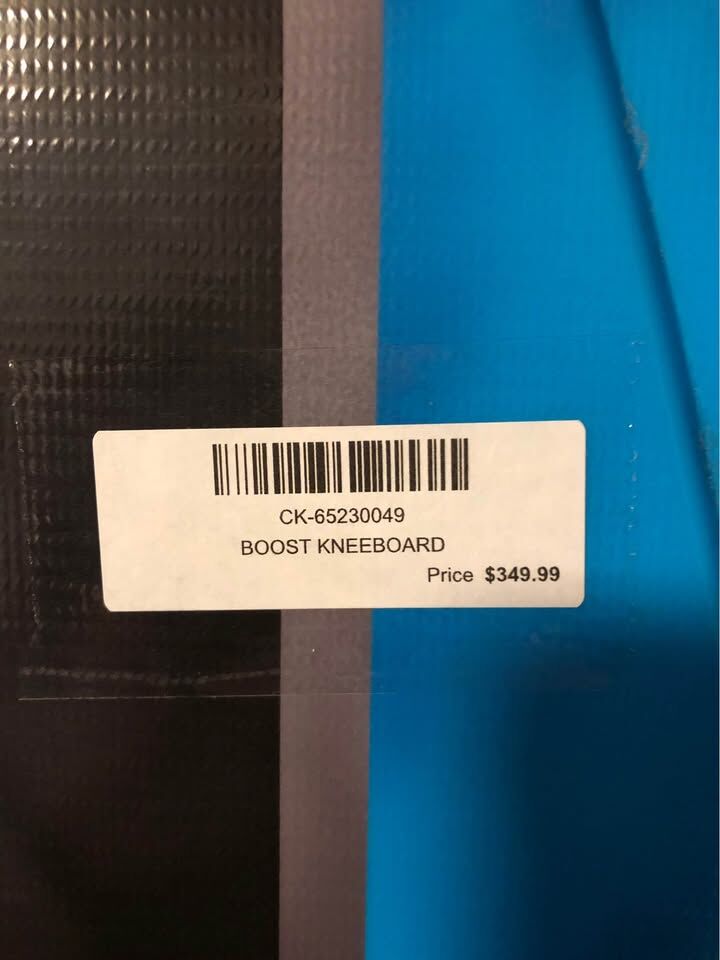 CK-65230049
BOOST KNEEBOARD
Price $349.99